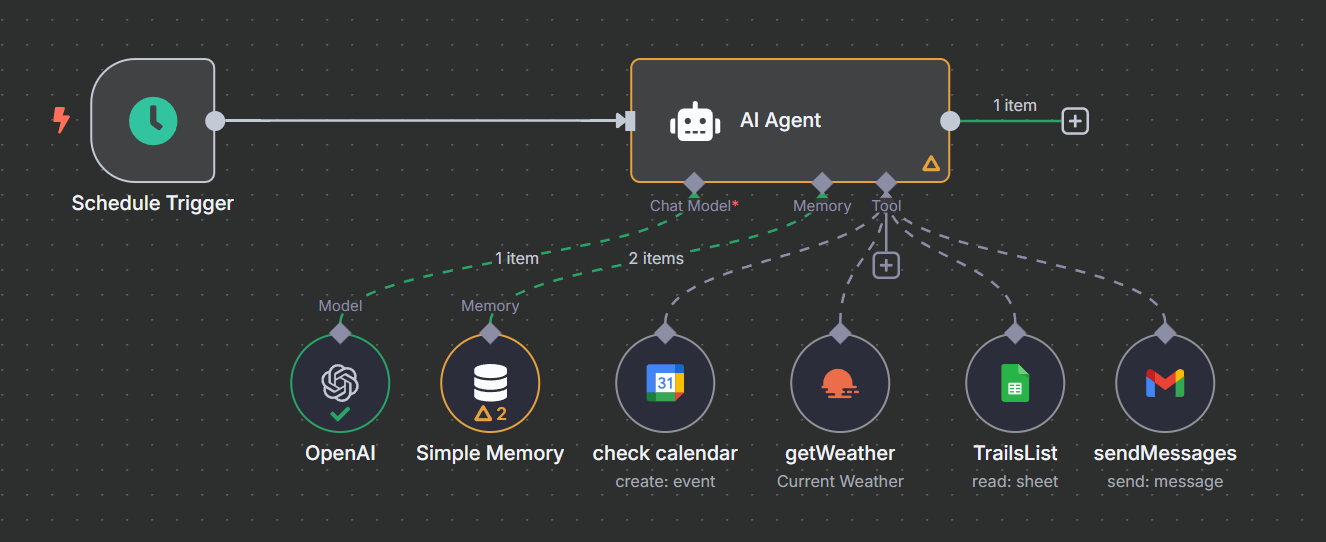 1 item
AI Agent
Schedule Trigger
Chat Model*
Memory
Tool
1 item
2 items
Model
Memory
31
2
OpenAI
Simple Memory
check calendar
getWeather
TrailsList
sendMessages
create: event
Current Weather
read: sheet
send: message